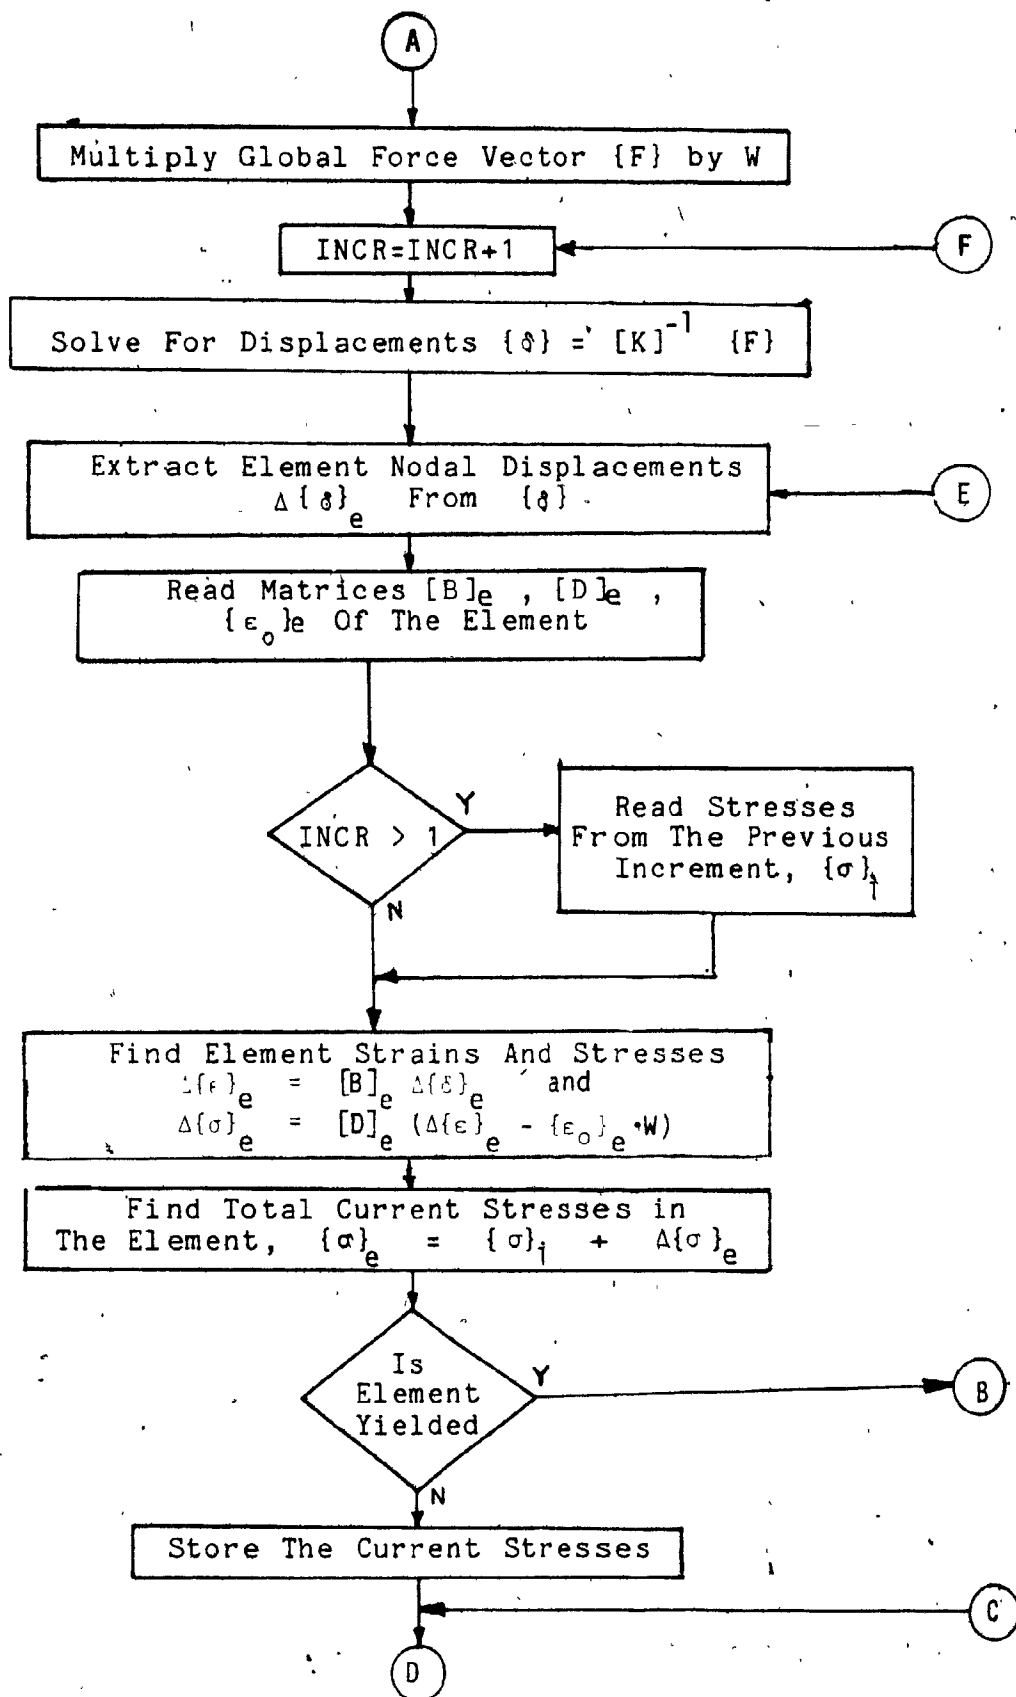 A
Multiply Global Force Vector {F} by W
INCR=INCR+1
F
Solve For Displacements {δ} = [K]⁻¹ {F}
Extract Element Nodal Displacements
Δ{δ}e From {δ}
E
Read Matrices [B]e , [D]e ,
{εo}e Of The Element
INCR > 1
Y
N
Read Stresses
From The Previous
Increment, {σ}i
Find Element Strains And Stresses
Δ{ε}e = [B]e Δ{δ}e and
Δ{σ}e = [D]e (Δ{ε}e - {εo}e •W)
Find Total Current Stresses in
The Element, {σ}e = {σ}i + Δ{σ}e
Is
Element
Yielded
Y
B
N
Store The Current Stresses
C
D